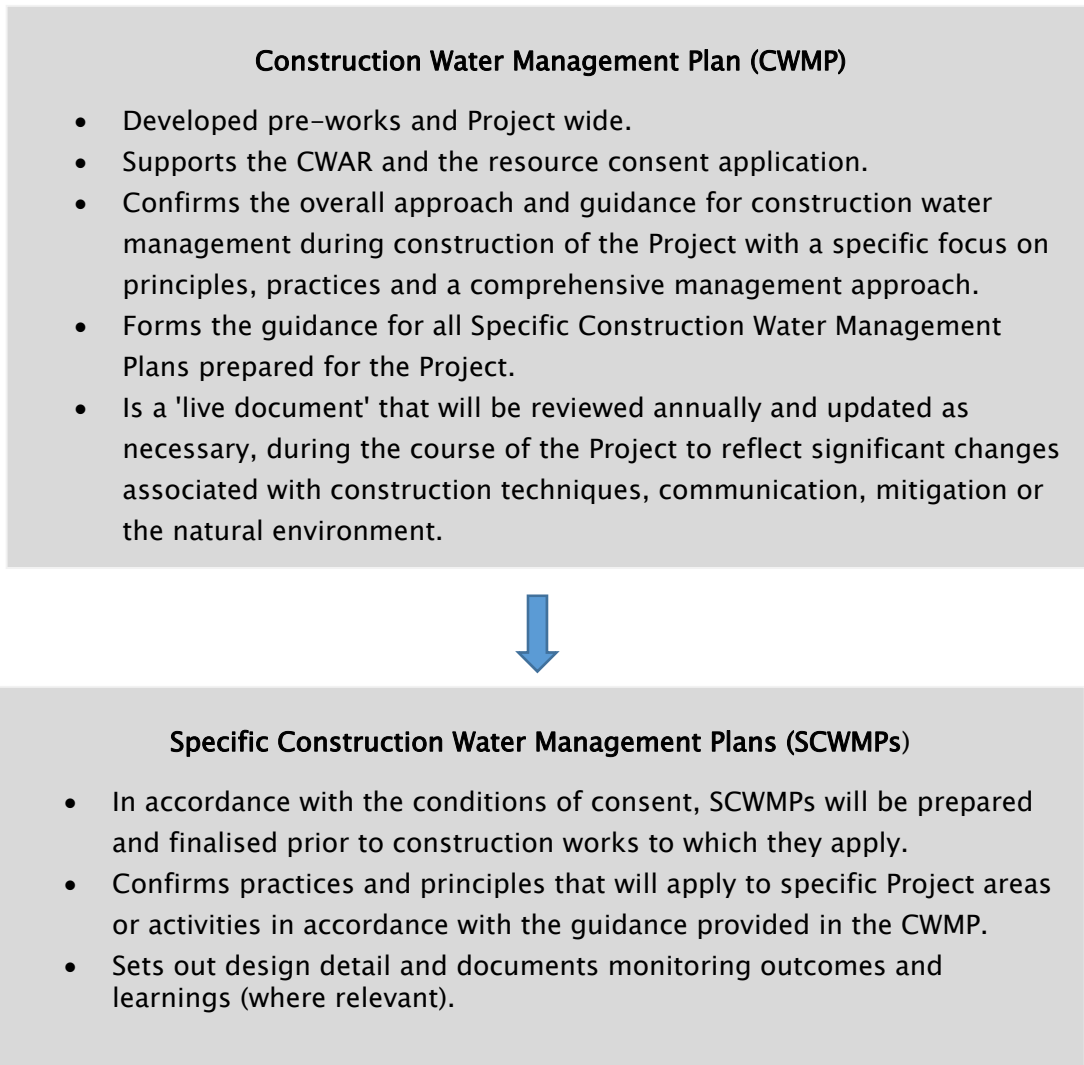 Construction Water Management Plan (CWMP)
• Developed pre-works and Project wide.
• Supports the CWAR and the resource consent application.
• Confirms the overall approach and guidance for construction water
management during construction of the Project with a specific focus on
principles, practices and a comprehensive management approach.
• Forms the guidance for all Specific Construction Water Management
Plans prepared for the Project.
• Is a 'live document' that will be reviewed annually and updated as
necessary, during the course of the Project to reflect significant changes
associated with construction techniques, communication, mitigation or
the natural environment.
Specific Construction Water Management Plans (SCWMPs)
• In accordance with the conditions of consent, SCWMPs will be prepared
and finalised prior to construction works to which they apply.
• Confirms practices and principles that will apply to specific Project areas
or activities in accordance with the guidance provided in the CWMP.
• Sets out design detail and documents monitoring outcomes and
learnings (where relevant).